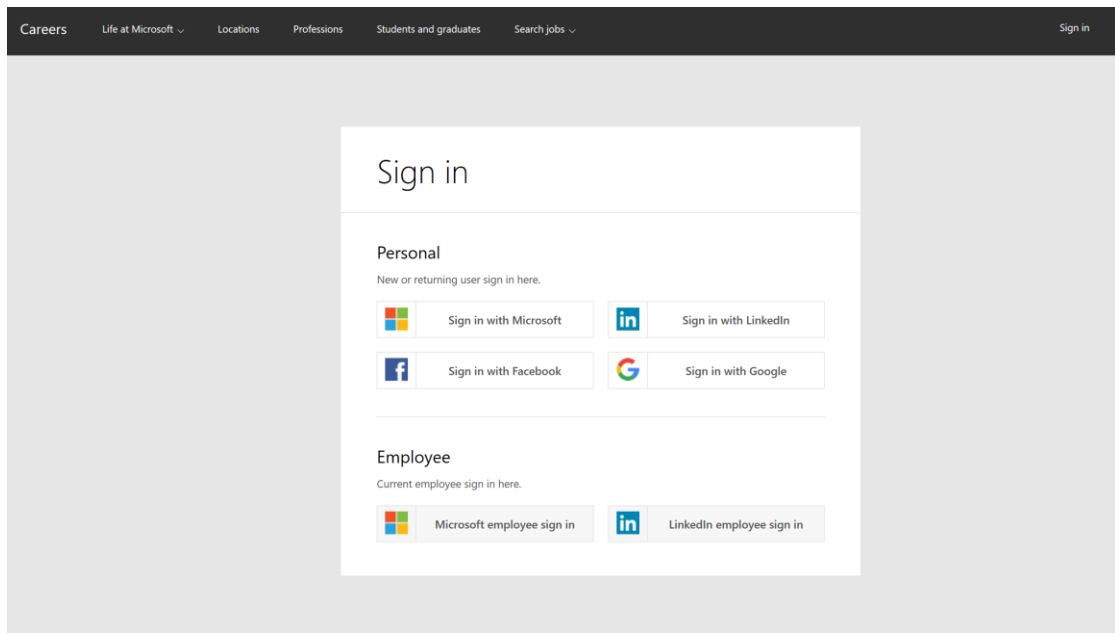 Careers Life at Microsoft Locations Professions Students and graduates Search jobs Sign in
Sign in
Personal
New or returning user sign in here.
Sign in with Microsoft in Sign in with LinkedIn
f Sign in with Facebook G Sign in with Google
Employee
Current employee sign in here.
Microsoft employee sign in in LinkedIn employee sign in